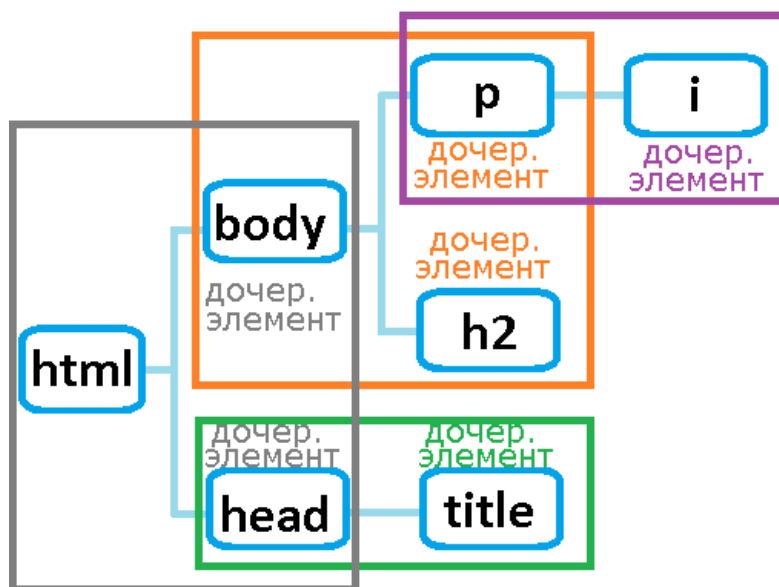 p
i
дочер.
элемент
дочер.
элемент
body
дочер.
элемент
дочер.
элемент
h2
html
дочер.
элемент
дочер.
элемент
head
title